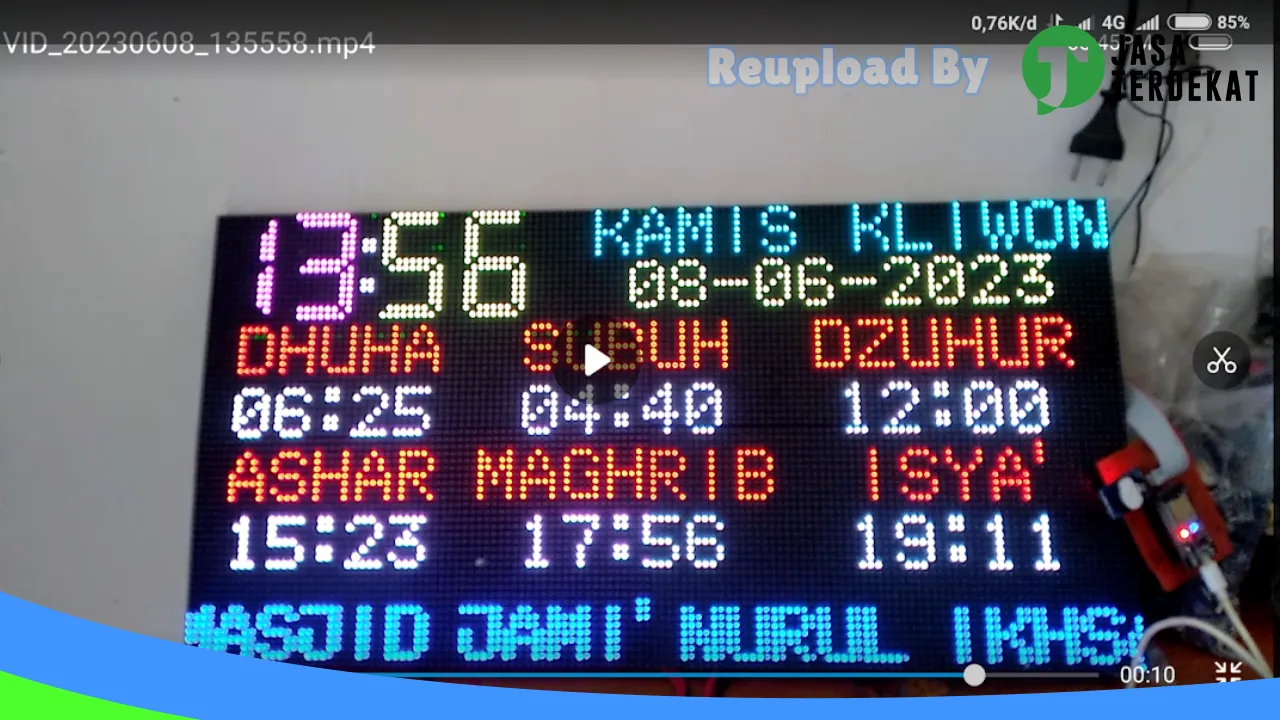 0,76K/d 4G 85%
VID_20230608_135558.mp4
Reupload By
JASA
TERDEKAT
13:56
KAMIS KLIWON
08-06-2023
DHUHA SUBUH DZUHUR
06:25 04:40 12:00
ASHAR MAGHRIB ISYA'
15:23 17:56 19:11
MASJID JAMI' NURUL IKHSA
00:10